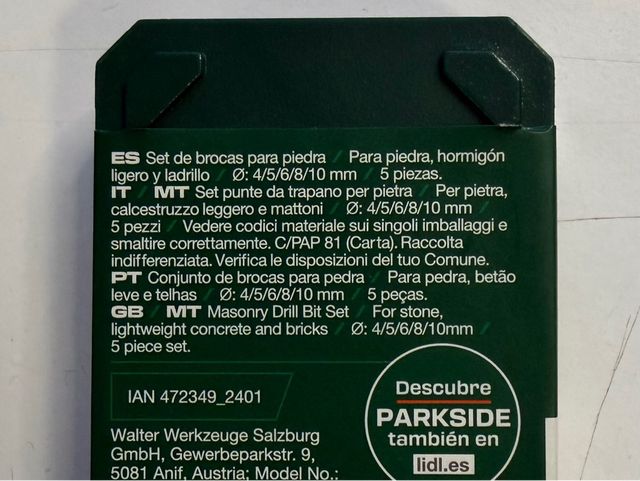 ES Set de brocas para piedra / Para piedra, hormigón
ligero y ladrillo / Ø: 4/5/6/8/10 mm / 5 piezas.
IT / MT Set punte da trapano per pietra / Per pietra,
calcestruzzo leggero e mattoni / Ø: 4/5/6/8/10 mm /
5 pezzi / Vedere codici materiale sui singoli imballaggi e
smaltire correttamente. C/PAP 81 (Carta). Raccolta
indifferenziata. Verifica le disposizioni del tuo Comune.
PT Conjunto de brocas para pedra / Para pedra, betão
leve e telhas / Ø: 4/5/6/8/10 mm / 5 peças.
GB / MT Masonry Drill Bit Set / For stone,
lightweight concrete and bricks / Ø: 4/5/6/8/10mm /
5 piece set.
IAN 472349_2401
Walter Werkzeuge Salzburg
GmbH, Gewerbeparkstr. 9,
5081 Anif, Austria; Model No.:
Descubre
PARKSIDE
también en
lidl.es